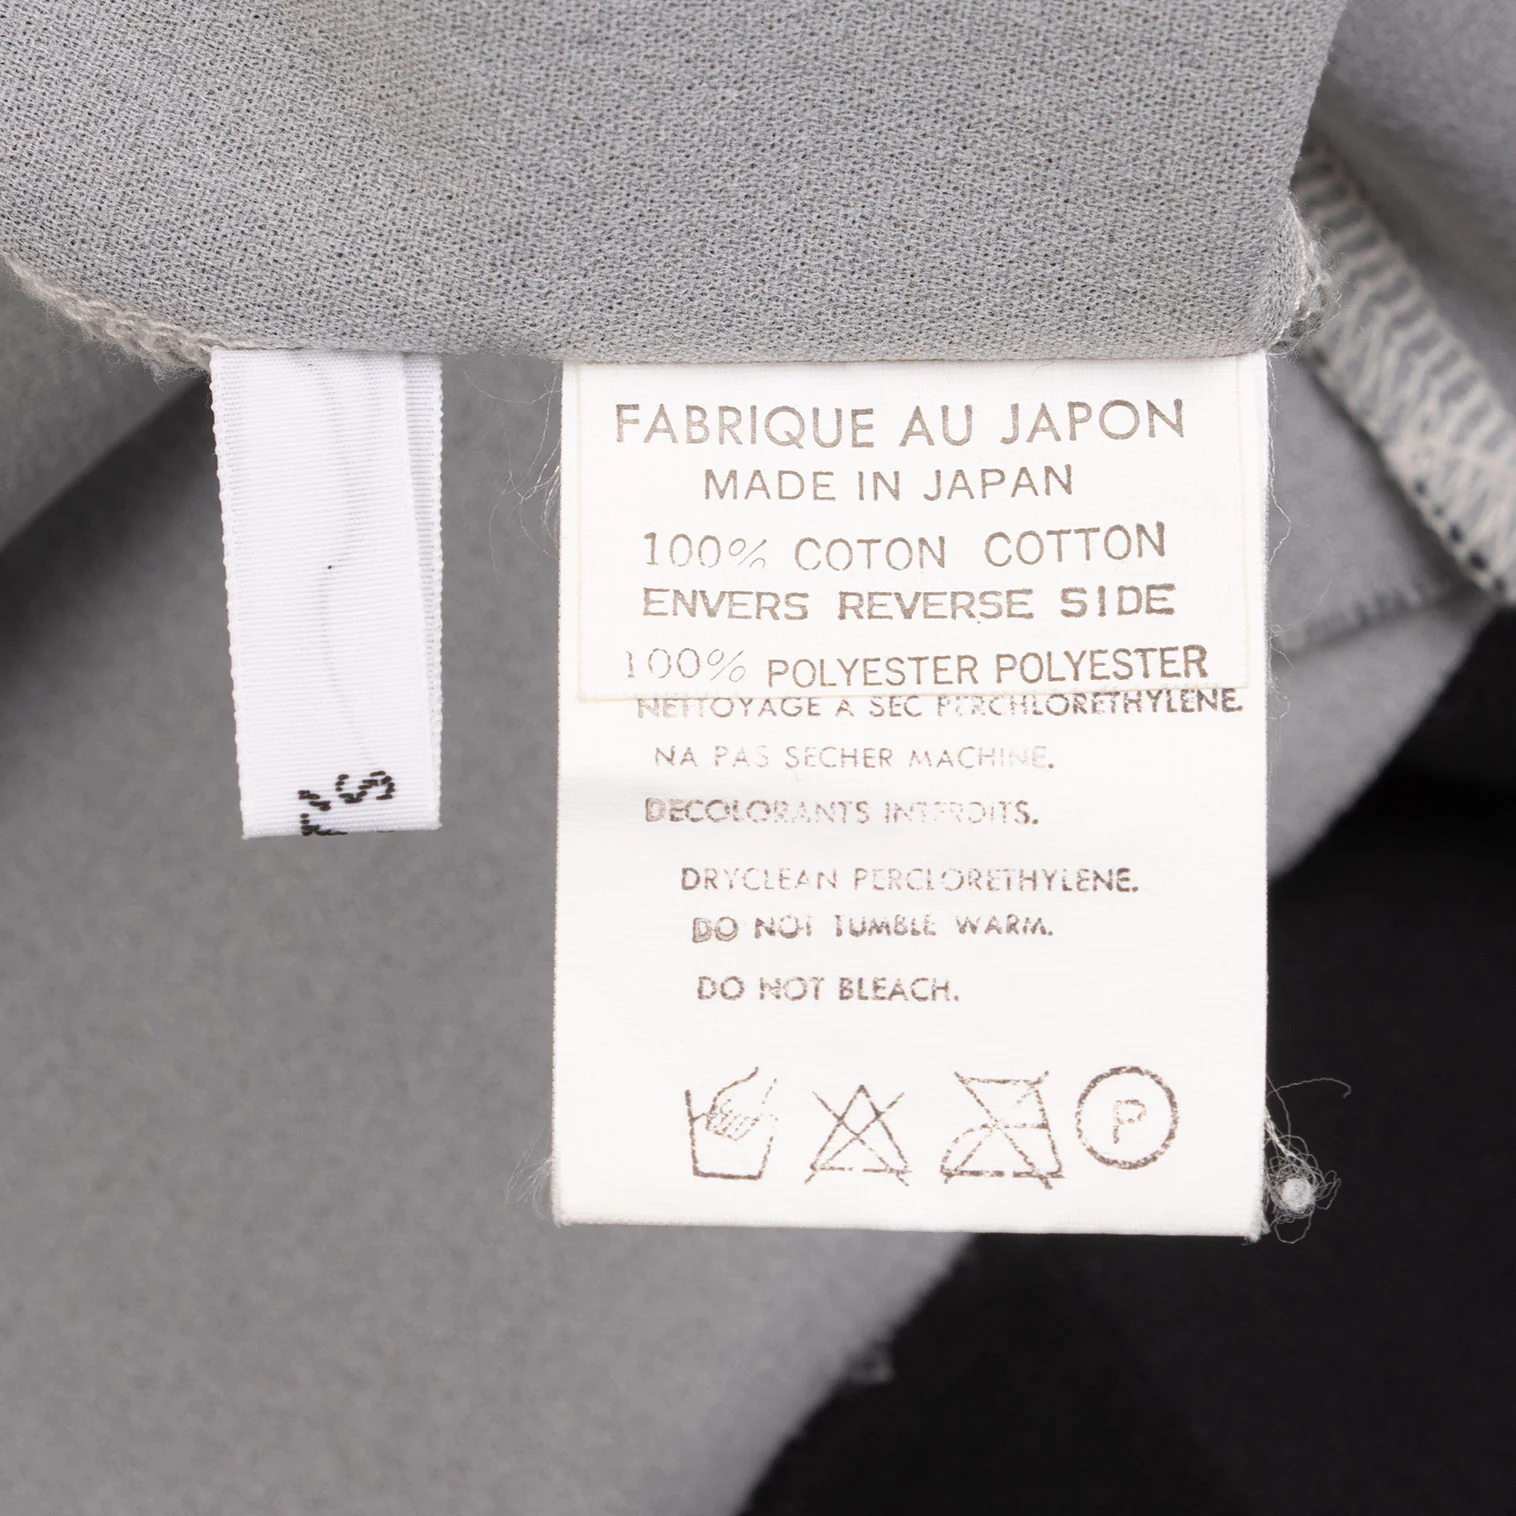 FABRIQUE AU JAPON
MADE IN JAPAN
100% COTON COTTON
ENVERS REVERSE SIDE
100% POLYESTER POLYESTER
NETTOYAGE A SEC PERCHLORETHYLENE.
NA PAS SECHER MACHINE.
DECOLORANTS INTERDITS.
DRYCLEAN PERCLORETHYLENE.
DO NOT TUMBLE WARM.
DO NOT BLEACH.
P